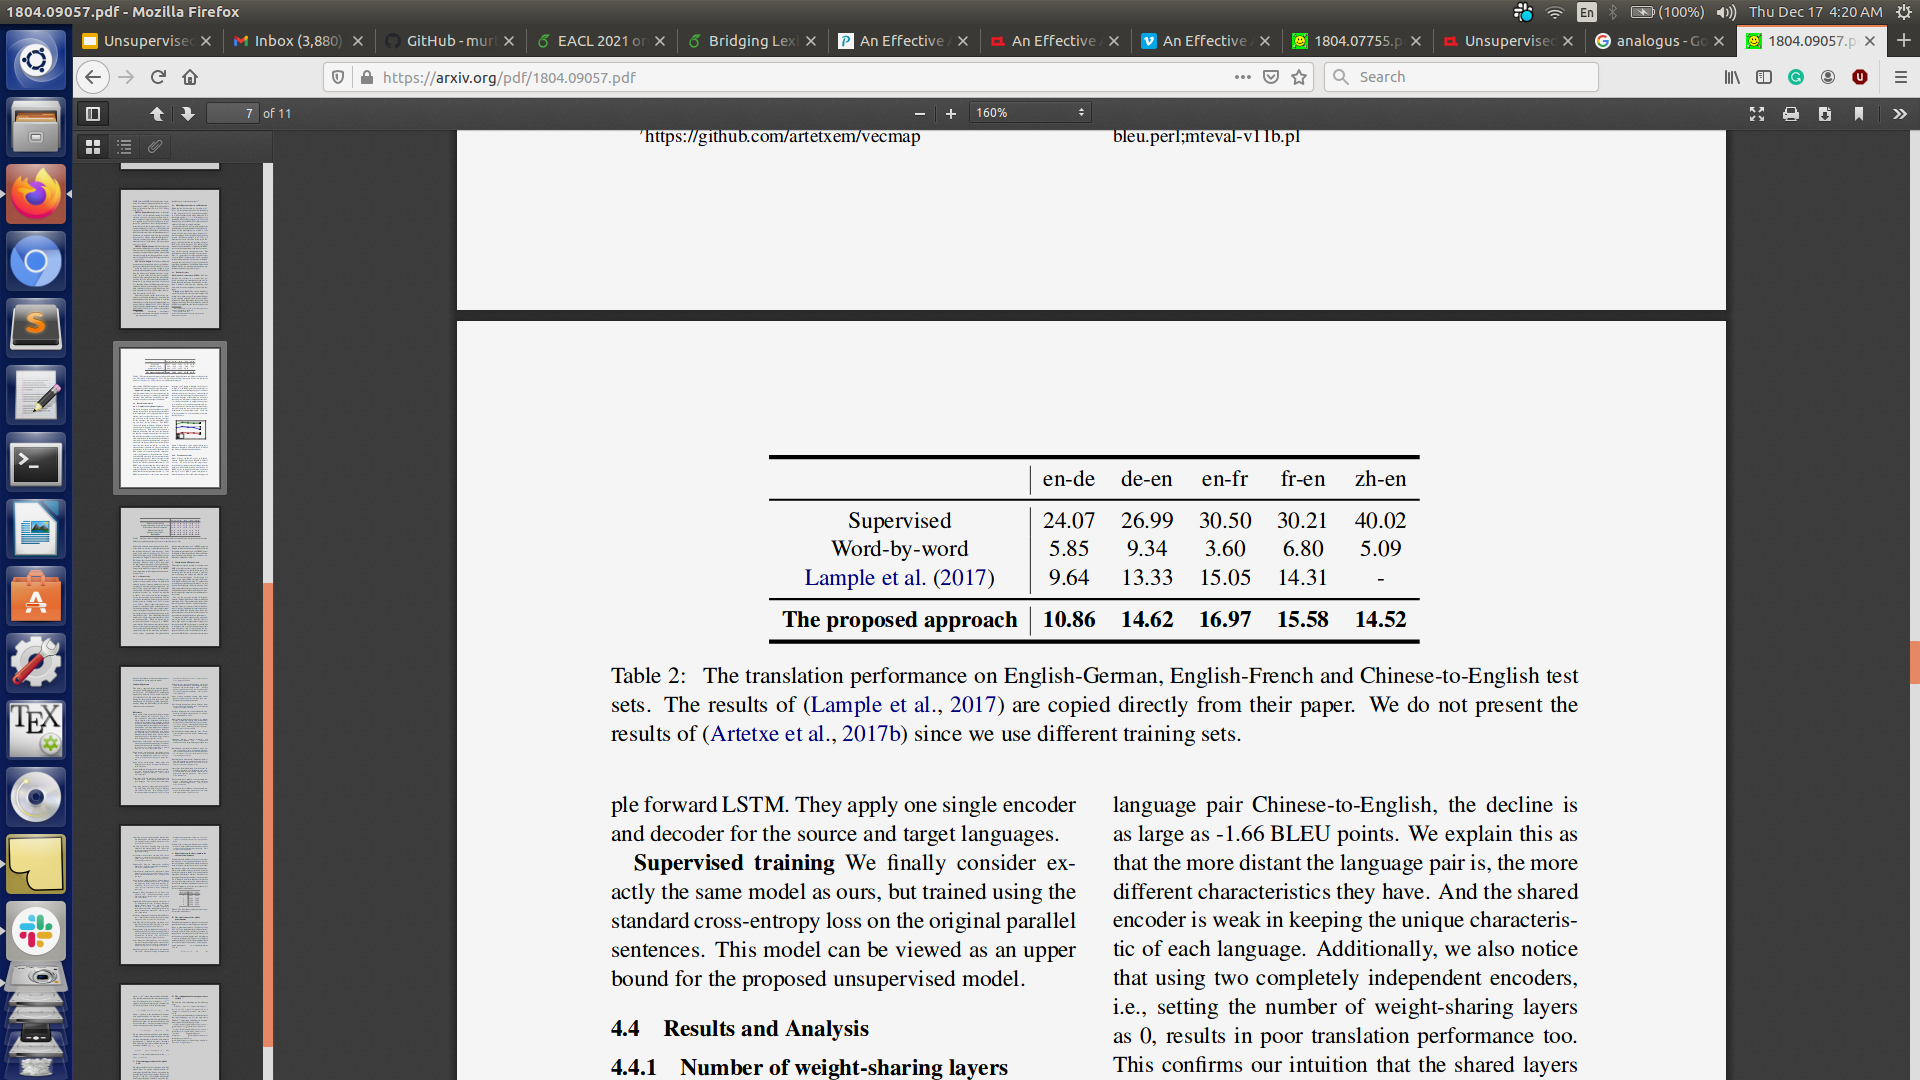 1804.09057.pdf - Mozilla Firefox
En
(100%)
Thu Dec 17 4:20 AM
Unsupervise
Inbox (3,880)
GitHub - mur
EACL 2021 or
Bridging Lex
An Effective
An Effective
An Effective
1804.07755.p
Unsupervise
analogus - Go
1804.09057.p
https://arxiv.org/pdf/1804.09057.pdf
Search
7 of 11
160%
7 https://github.com/artetxem/vecmap
bleu.perl;mteval-v11b.pl
en-de de-en en-fr fr-en zh-en
Supervised 24.07 26.99 30.50 30.21 40.02
Word-by-word 5.85 9.34 3.60 6.80 5.09
Lample et al. (2017) 9.64 13.33 15.05 14.31 -
The proposed approach 10.86 14.62 16.97 15.58 14.52
Table 2: The translation performance on English-German, English-French and Chinese-to-English test
sets. The results of (Lample et al., 2017) are copied directly from their paper. We do not present the
results of (Artetxe et al., 2017b) since we use different training sets.
ple forward LSTM. They apply one single encoder
and decoder for the source and target languages.
Supervised training We finally consider ex-
actly the same model as ours, but trained using the
standard cross-entropy loss on the original parallel
sentences. This model can be viewed as an upper
bound for the proposed unsupervised model.
4.4 Results and Analysis
4.4.1 Number of weight-sharing layers
language pair Chinese-to-English, the decline is
as large as -1.66 BLEU points. We explain this as
that the more distant the language pair is, the more
different characteristics they have. And the shared
encoder is weak in keeping the unique characteris-
tic of each language. Additionally, we also notice
that using two completely independent encoders,
i.e., setting the number of weight-sharing layers
as 0, results in poor translation performance too.
This confirms our intuition that the shared layers